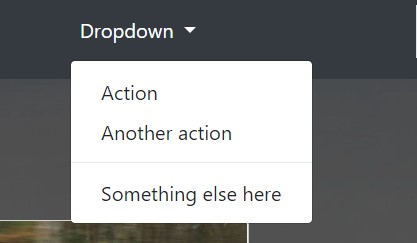 Dropdown
Action
Another action
Something else here